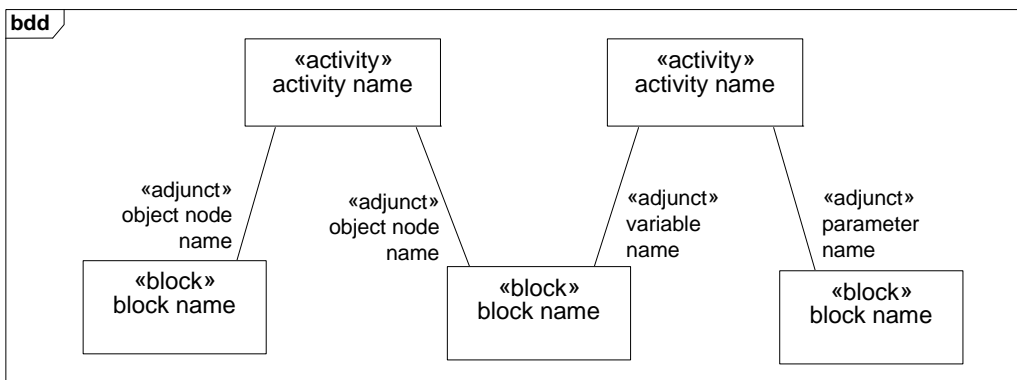 bdd
«activity»
activity name
«activity»
activity name
«adjunct»
object node
name
«adjunct»
object node
name
«adjunct»
variable
name
«adjunct»
parameter
name
«block»
block name
«block»
block name
«block»
block name